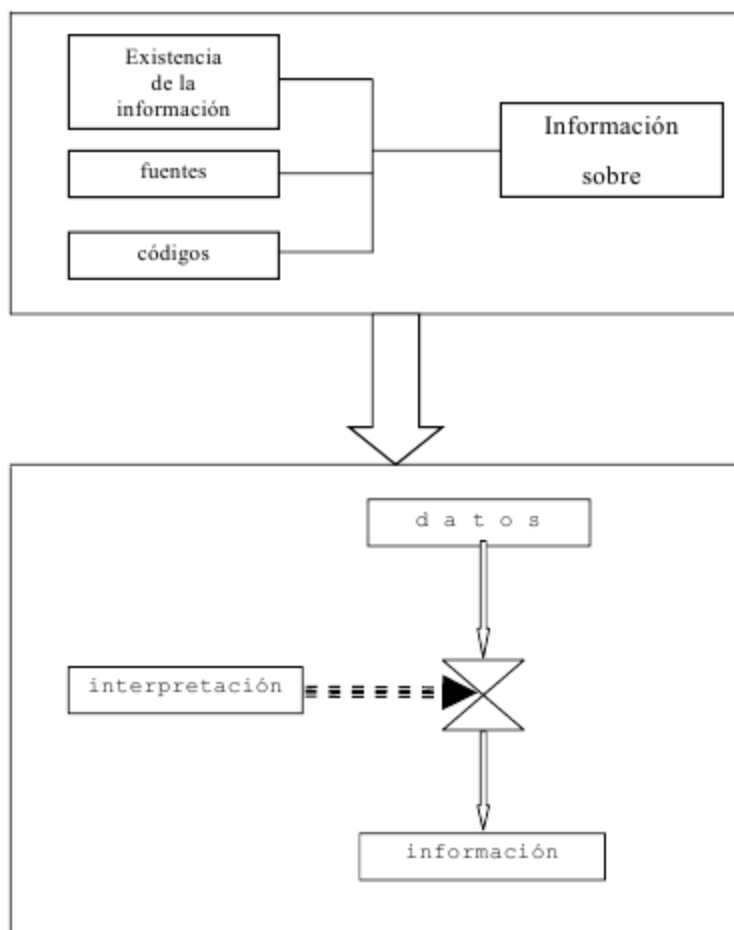 Existencia
de la
información
fuentes
códigos
Información
sobre
d a t o s
interpretación
información